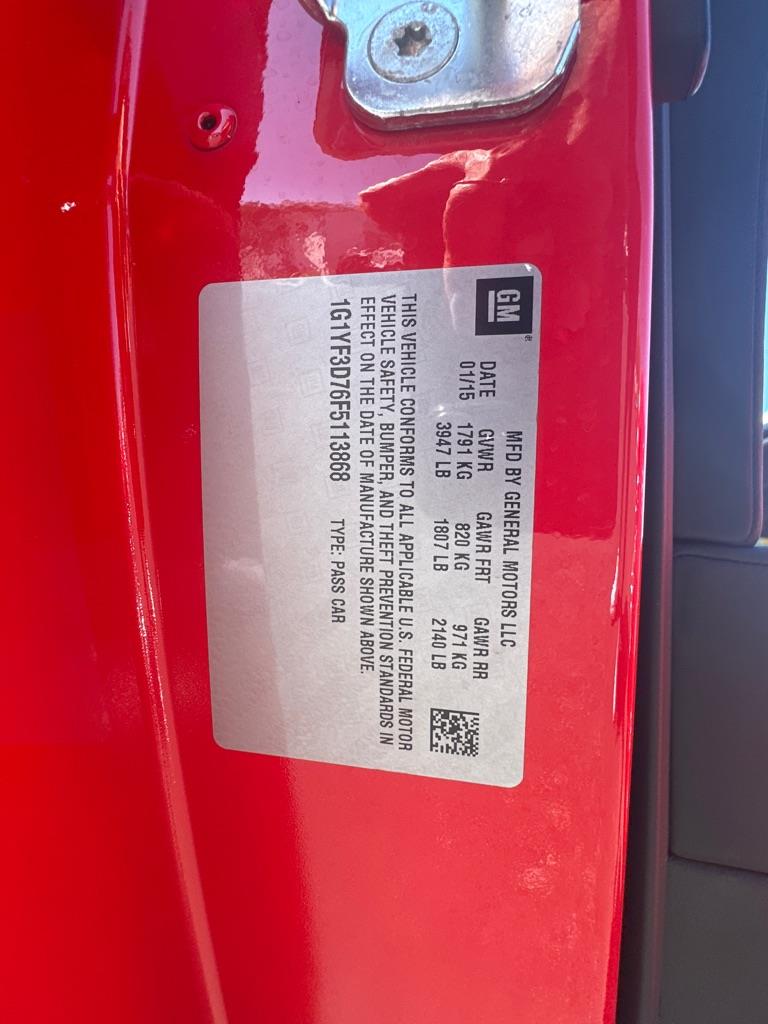 GM
MFD BY GENERAL MOTORS LLC
DATE GVWR GAWR FRT GAWR RR
01/15 1791 KG 820 KG 971 KG
3947 LB 1807 LB 2140 LB
THIS VEHICLE CONFORMS TO ALL APPLICABLE U.S. FEDERAL MOTOR
VEHICLE SAFETY, BUMPER, AND THEFT PREVENTION STANDARDS IN
EFFECT ON THE DATE OF MANUFACTURE SHOWN ABOVE.
1G1YF3D76F5113868 TYPE: PASS CAR